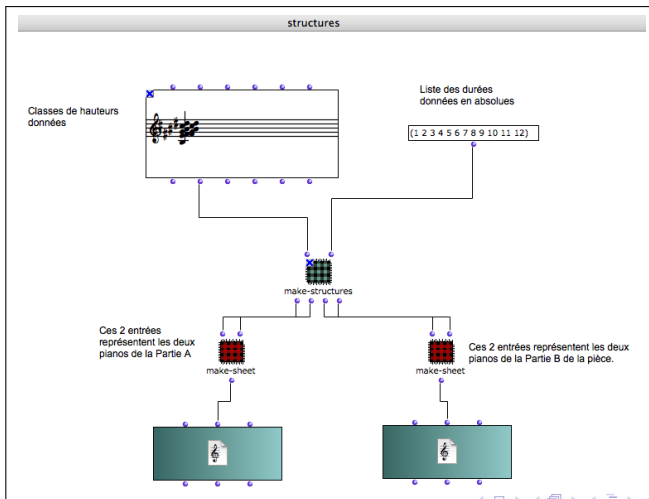 structures
Classes de hauteurs
données
Liste des durées
données en absolues
(1 2 3 4 5 6 7 8 9 10 11 12)
make-structures
Ces 2 entrées
représentent les deux
pianos de la Partie A
make-sheet
Ces 2 entrées représentent les deux
pianos de la Partie B de la pièce.
make-sheet